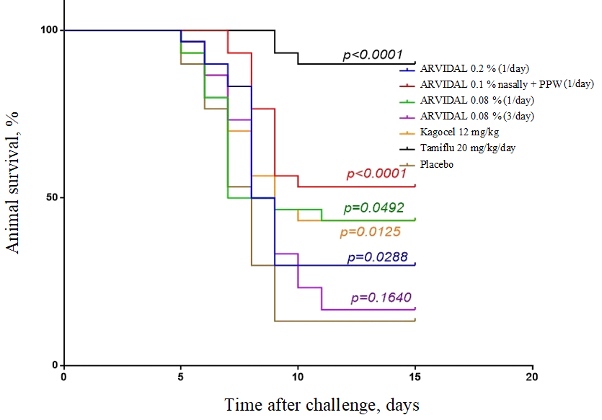 100
50
0
Animal survival, %
p<0.0001
ARVIDAL 0.2 % (1/day)
ARVIDAL 0.1 % nasally + PPW (1/day)
ARVIDAL 0.08 % (1/day)
ARVIDAL 0.08 % (3/day)
Kagocel 12 mg/kg
Tamiflu 20 mg/kg/day
Placebo
p<0.0001
p=0.0492
p=0.0125
p=0.0288
p=0.1640
0
5
10
15
20
Time after challenge, days